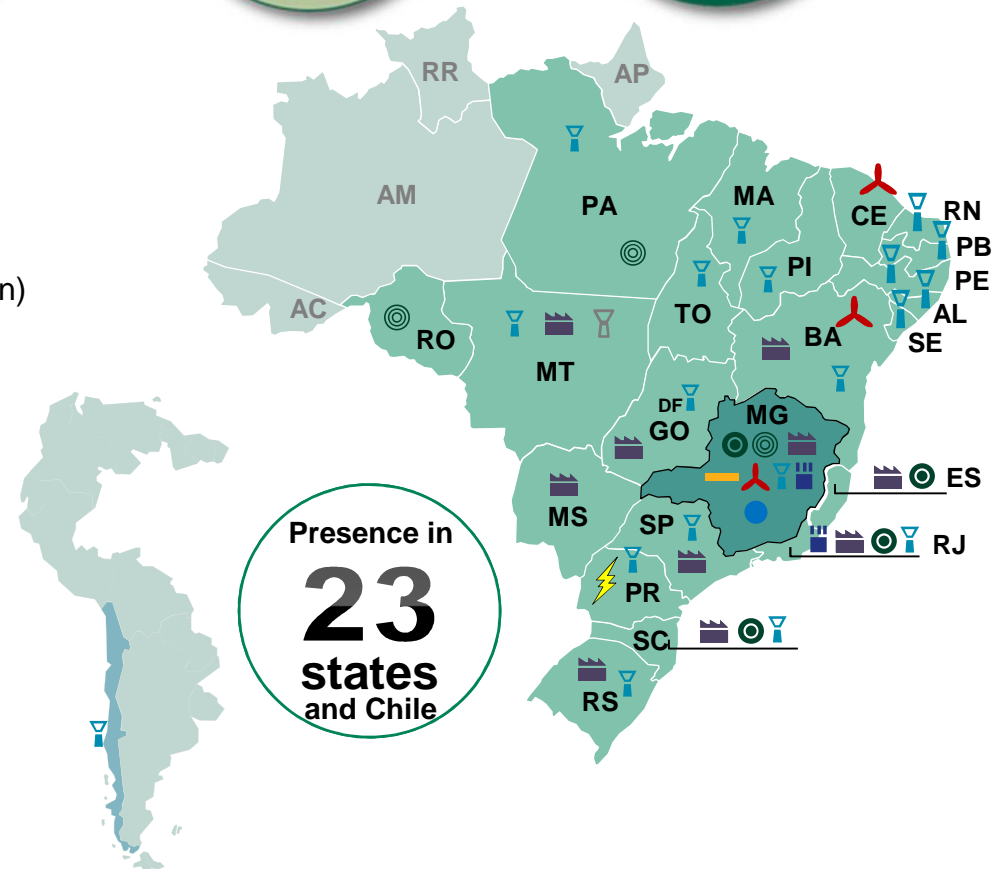 RR
AP
AM
PA
MA
CE
RN
PB
PI
PE
n)
AC
TO
AL
RO
BA
SE
MT
DF
MG
GO
ES
MS
SP
Presence in
RJ
23
PR
states
SC
and Chile
RS